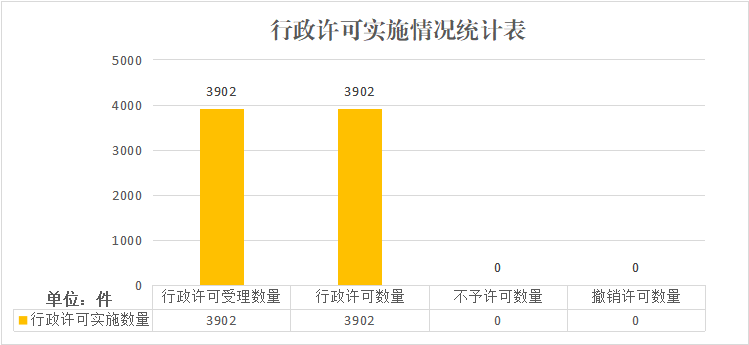 行政许可实施情况统计表
5000
4000
3000
2000
1000
0
3902
3902
0
0
单位：件
行政许可受理数量
行政许可数量
不予许可数量
撤销许可数量
行政许可实施数量
3902
3902
0
0